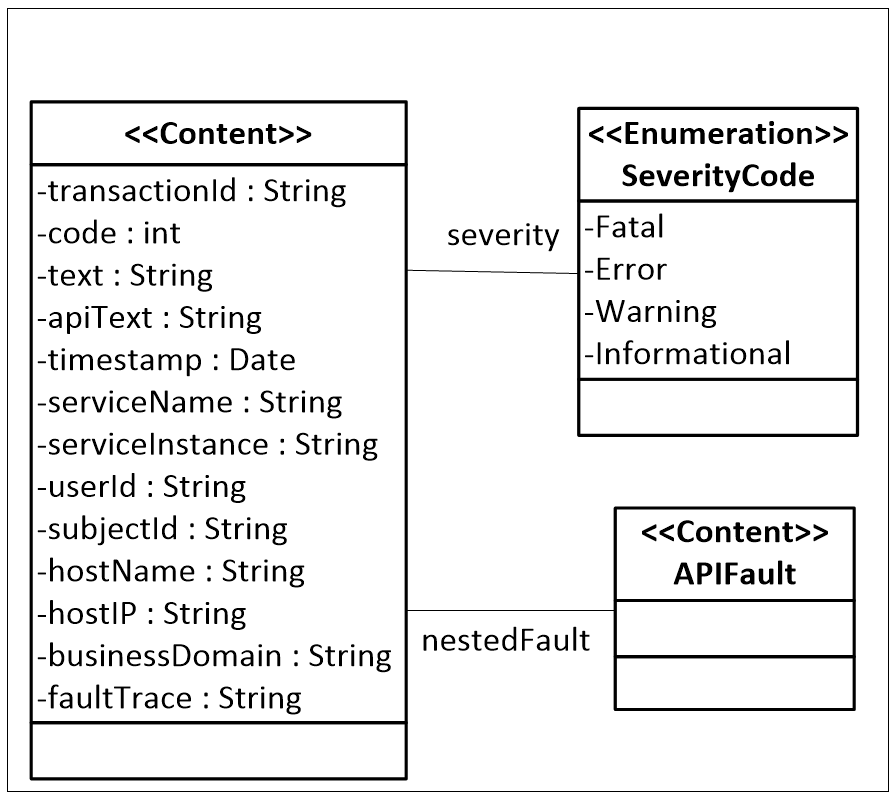 <<Content>>
-transactionId : String
-code : int
-text : String
-apiText : String
-timestamp : Date
-serviceName : String
-serviceInstance : String
-userId : String
-subjectId : String
-hostName : String
-hostIP : String
-businessDomain : String
-faultTrace : String
severity
<<Enumeration>>
SeverityCode
-Fatal
-Error
-Warning
-Informational
nestedFault
<<Content>>
APIFault